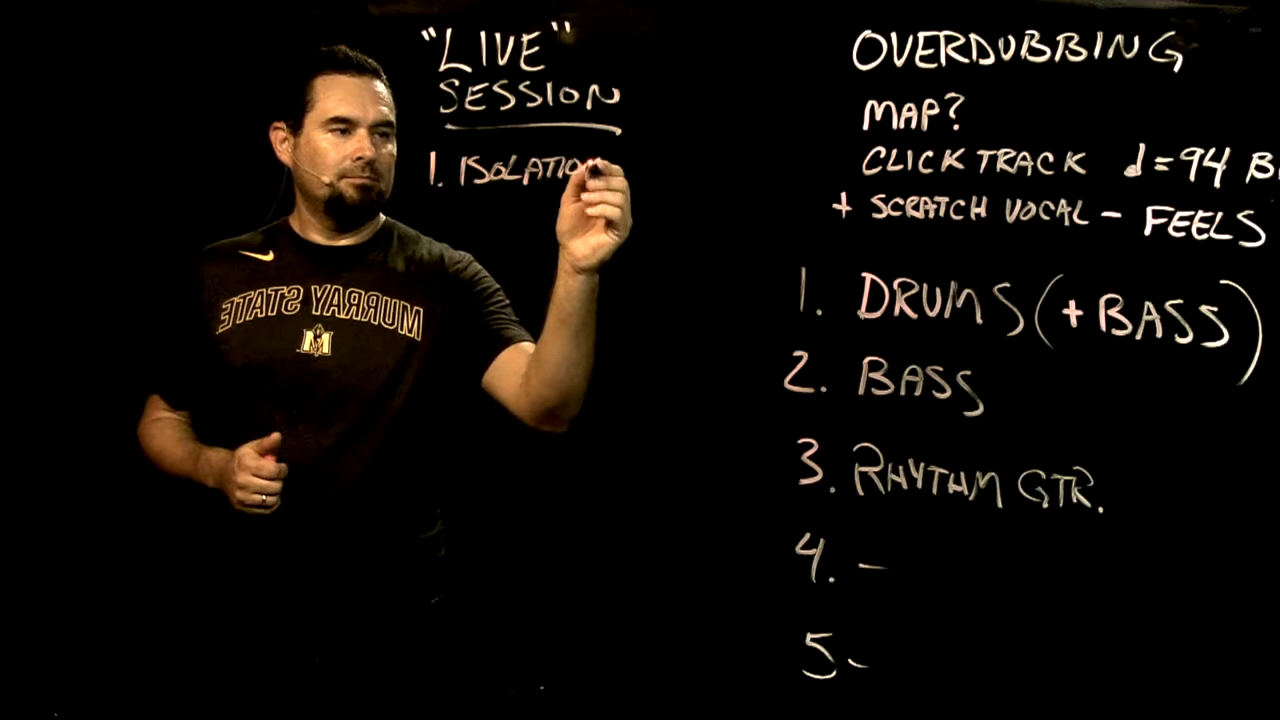 "LIVE"
SESSION
1. ISOLATION
OVERDUBBING
MAP?
CLICK TRACK ♩=94 B
+ SCRATCH VOCAL - FEELS
1. DRUMS (+ BASS)
2. BASS
3. RHYTHM GTR.
4. -
5 -
MURRAY STATE
M